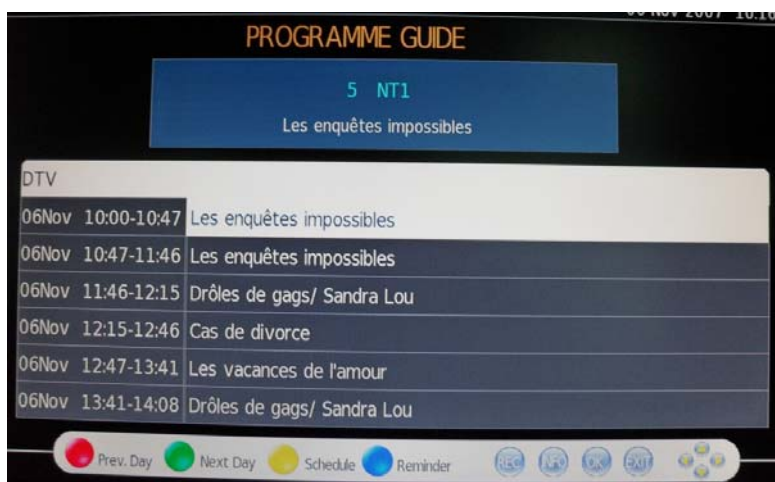 PROGRAMME GUIDE
5 NT1
Les enquêtes impossibles
DTV
06Nov 10:00-10:47 Les enquêtes impossibles
06Nov 10:47-11:46 Les enquêtes impossibles
06Nov 11:46-12:15 Drôles de gags/ Sandra Lou
06Nov 12:15-12:46 Cas de divorce
06Nov 12:47-13:41 Les vacances de l'amour
06Nov 13:41-14:08 Drôles de gags/ Sandra Lou
Prev. Day Next Day Schedule Reminder REC INFO OK EXIT